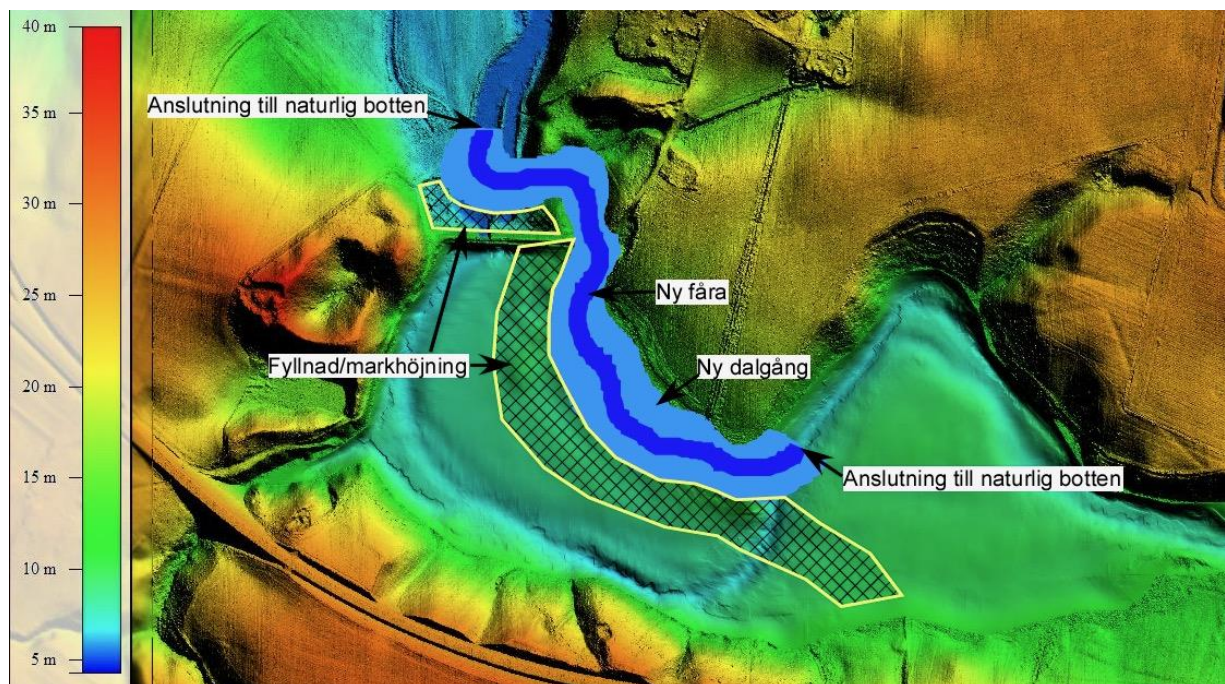 40 m
35 m
30 m
25 m
20 m
15 m
10 m
5 m
Anslutning till naturlig botten
Ny fåra
Fyllnad/markhöjning
Ny dalgång
Anslutning till naturlig botten